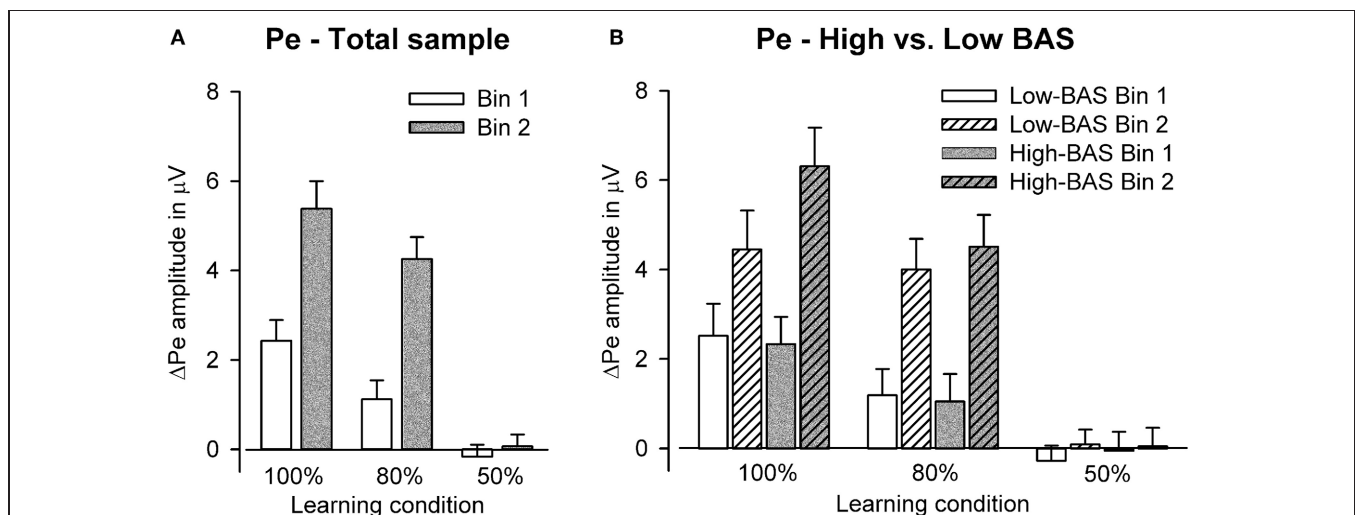 A Pe - Total sample
ΔPe amplitude in μV
8
6
4
2
0
Bin 1
Bin 2
100% 80% 50%
Learning condition
B Pe - High vs. Low BAS
ΔPe amplitude in μV
8
6
4
2
0
Low-BAS Bin 1
Low-BAS Bin 2
High-BAS Bin 1
High-BAS Bin 2
100% 80% 50%
Learning condition